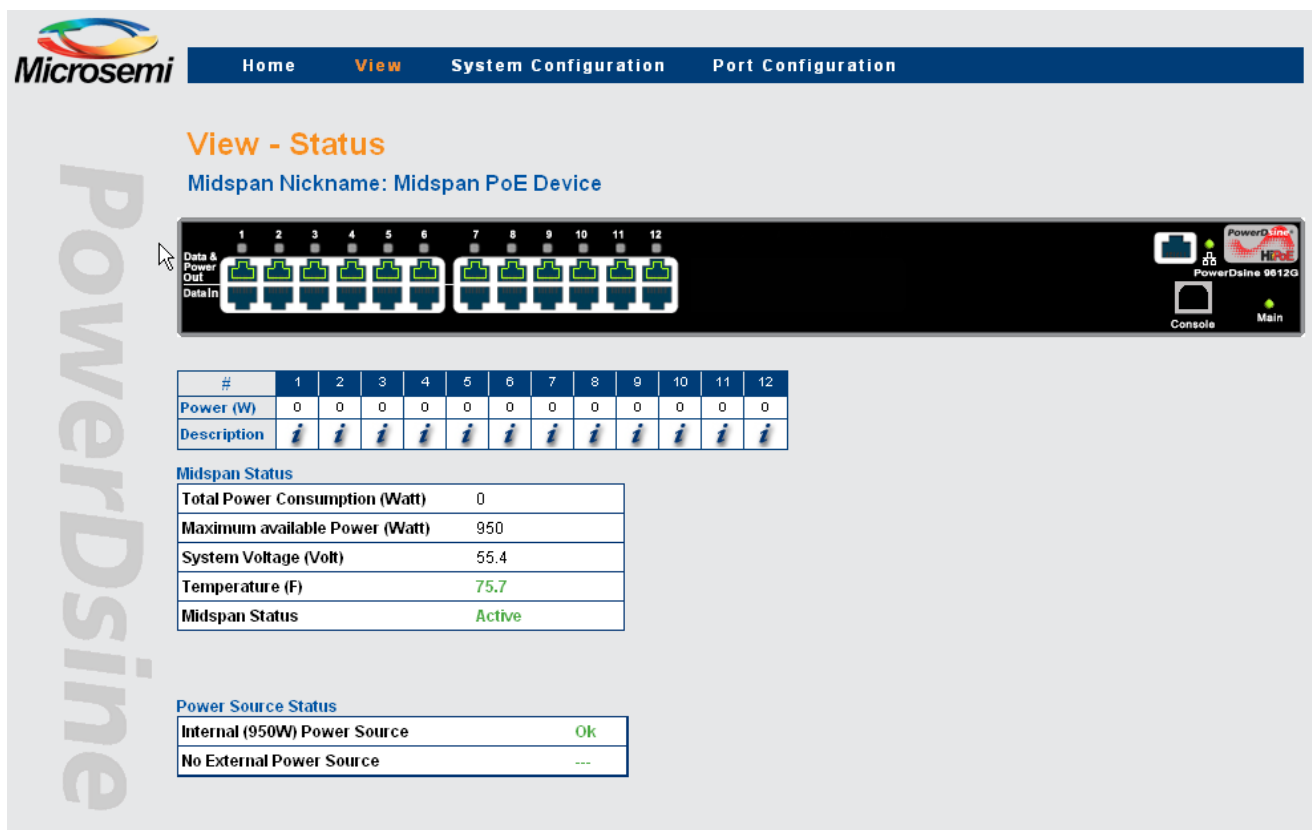 Microsemi
Home View System Configuration Port Configuration
View - Status
Midspan Nickname: Midspan PoE Device
PowerDsine
1 2 3 4 5 6 7 8 9 10 11 12
Data &
Power
Out
Data In
PowerDsine
HiPoE
PowerDsine 9612G
Console
Main
# 1 2 3 4 5 6 7 8 9 10 11 12
Power (W) 0 0 0 0 0 0 0 0 0 0 0 0
Description i i i i i i i i i i i i
Midspan Status
Total Power Consumption (Watt) 0
Maximum available Power (Watt) 950
System Voltage (Volt) 55.4
Temperature (F) 75.7
Midspan Status Active
Power Source Status
Internal (950W) Power Source Ok
No External Power Source ---